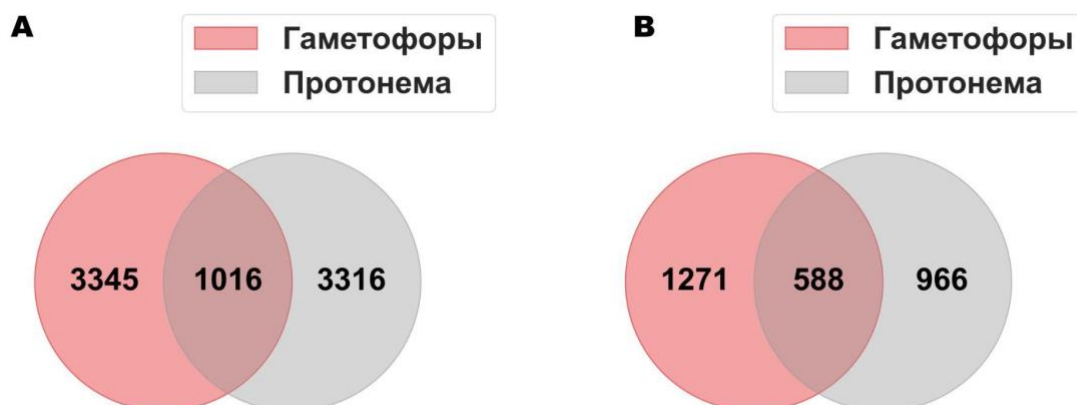 A
Гаметофоры
Протонема
3345 1016 3316
B
Гаметофоры
Протонема
1271 588 966